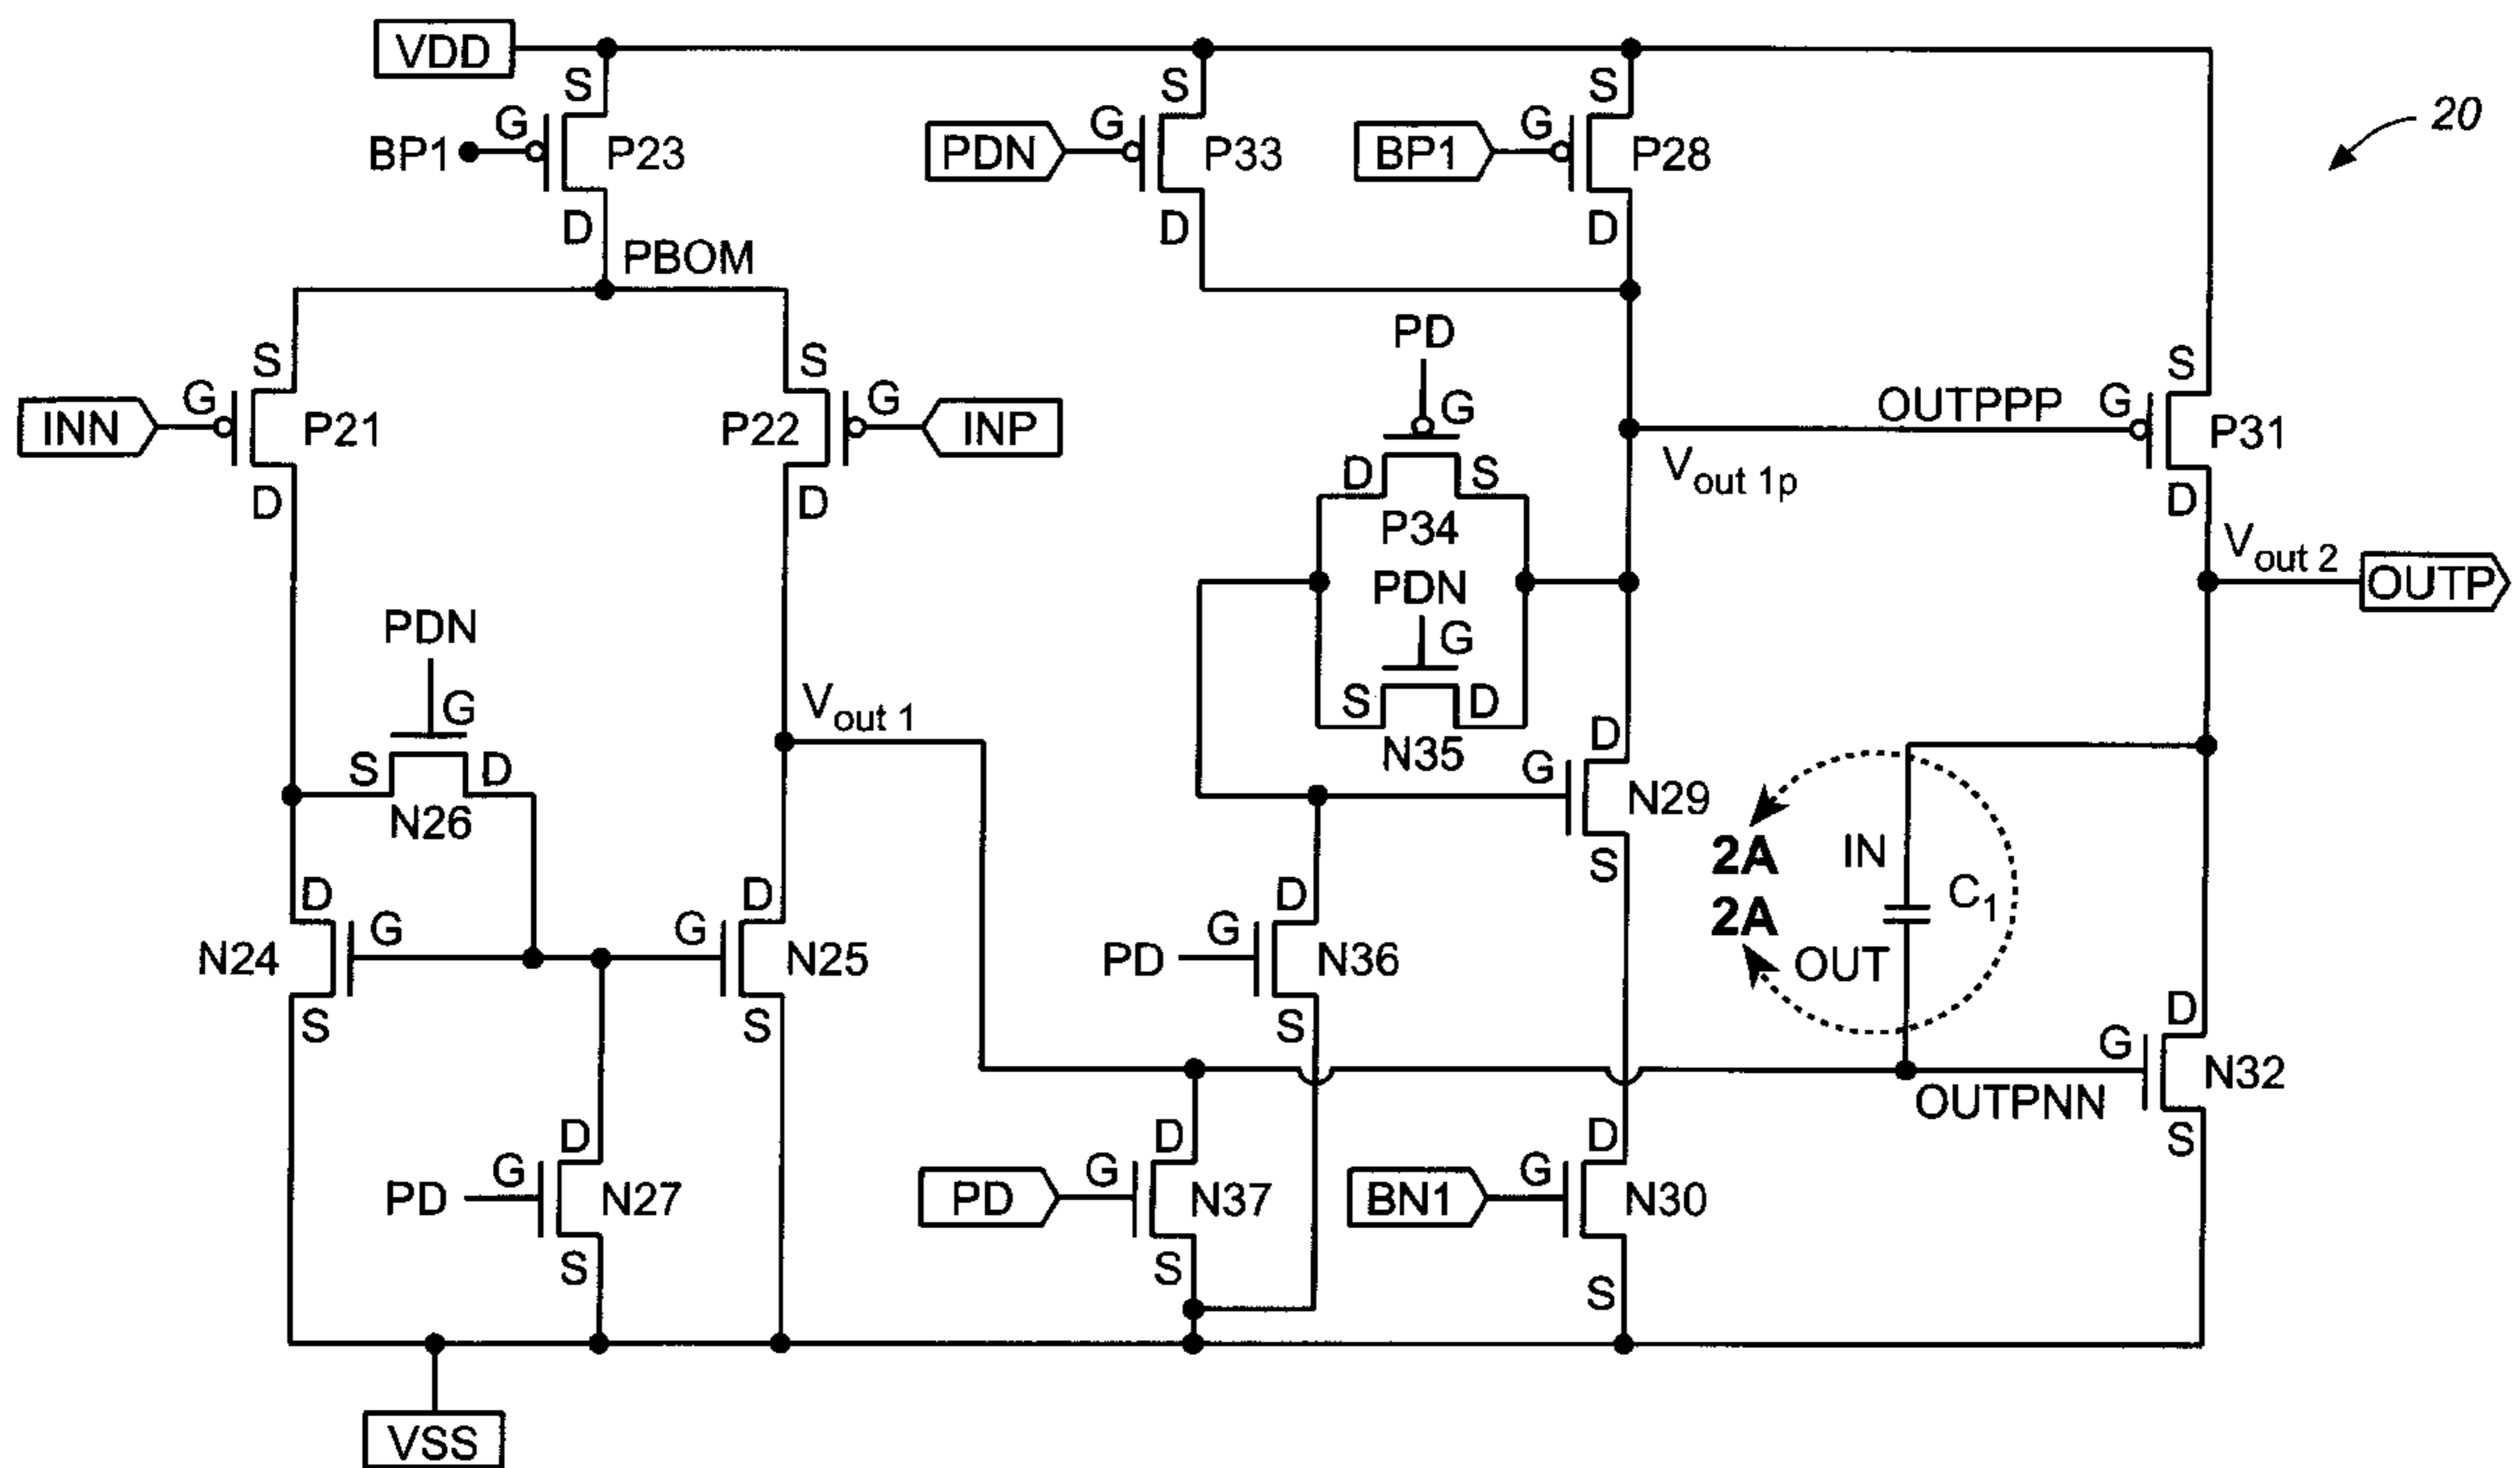 VDD
20
S
S
S
G
G
G
BP1
P23
PDN
P33
BP1
P28
D
D
D
PBOM
PD
S
S
S
G
G
G
OUTPPP
G
INN
P21
P22
INP
P31
D
S
Vout 1p
D
D
D
P34
Vout 2
PDN
OUTP
PDN
G
G
S
D
Vout 1
D
N35
S
D
G
N26
N29
2A
IN
S
C1
D
G
G
D
D
2A
N24
N25
G
PD
N36
OUT
S
S
S
D
G
N32
OUTPNN
D
D
D
S
G
G
G
PD
N27
PD
N37
BN1
N30
S
S
S
VSS